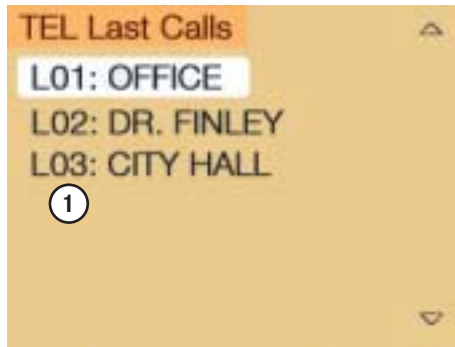 TEL Last Calls
L01: OFFICE
L02: DR. FINLEY
L03: CITY HALL
1